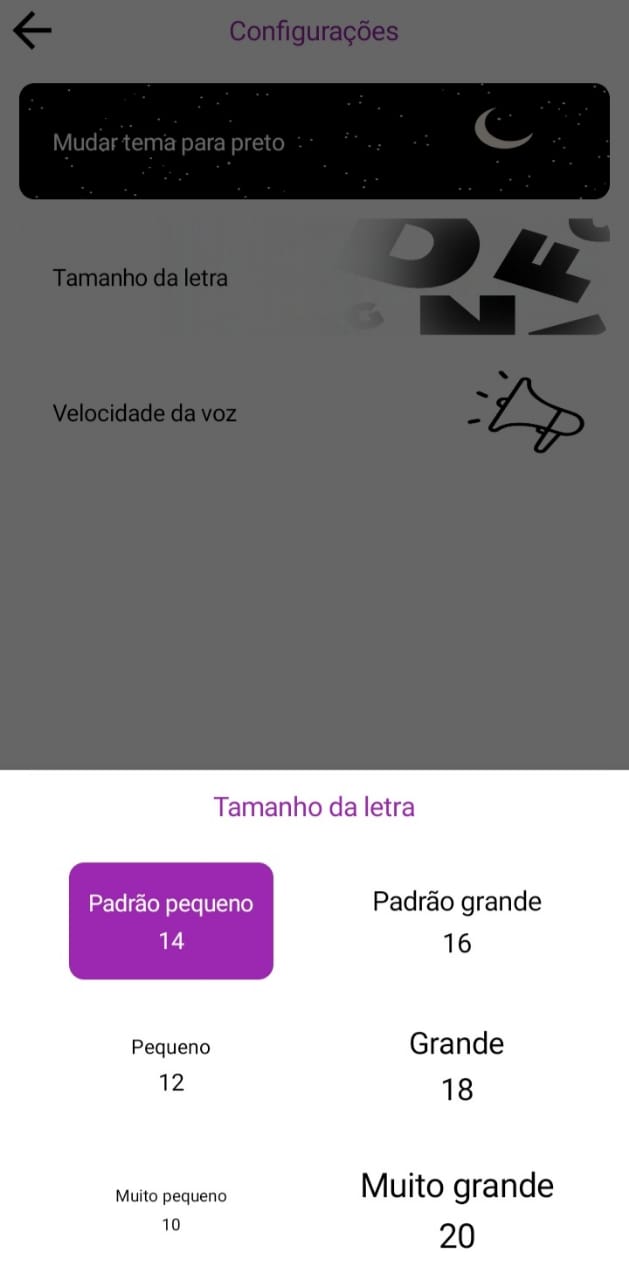 Configurações
Mudar tema para preto
Tamanho da letra
Velocidade da voz
Tamanho da letra
Padrão pequeno
14
Padrão grande
16
Pequeno
12
Grande
18
Muito pequeno
10
Muito grande
20